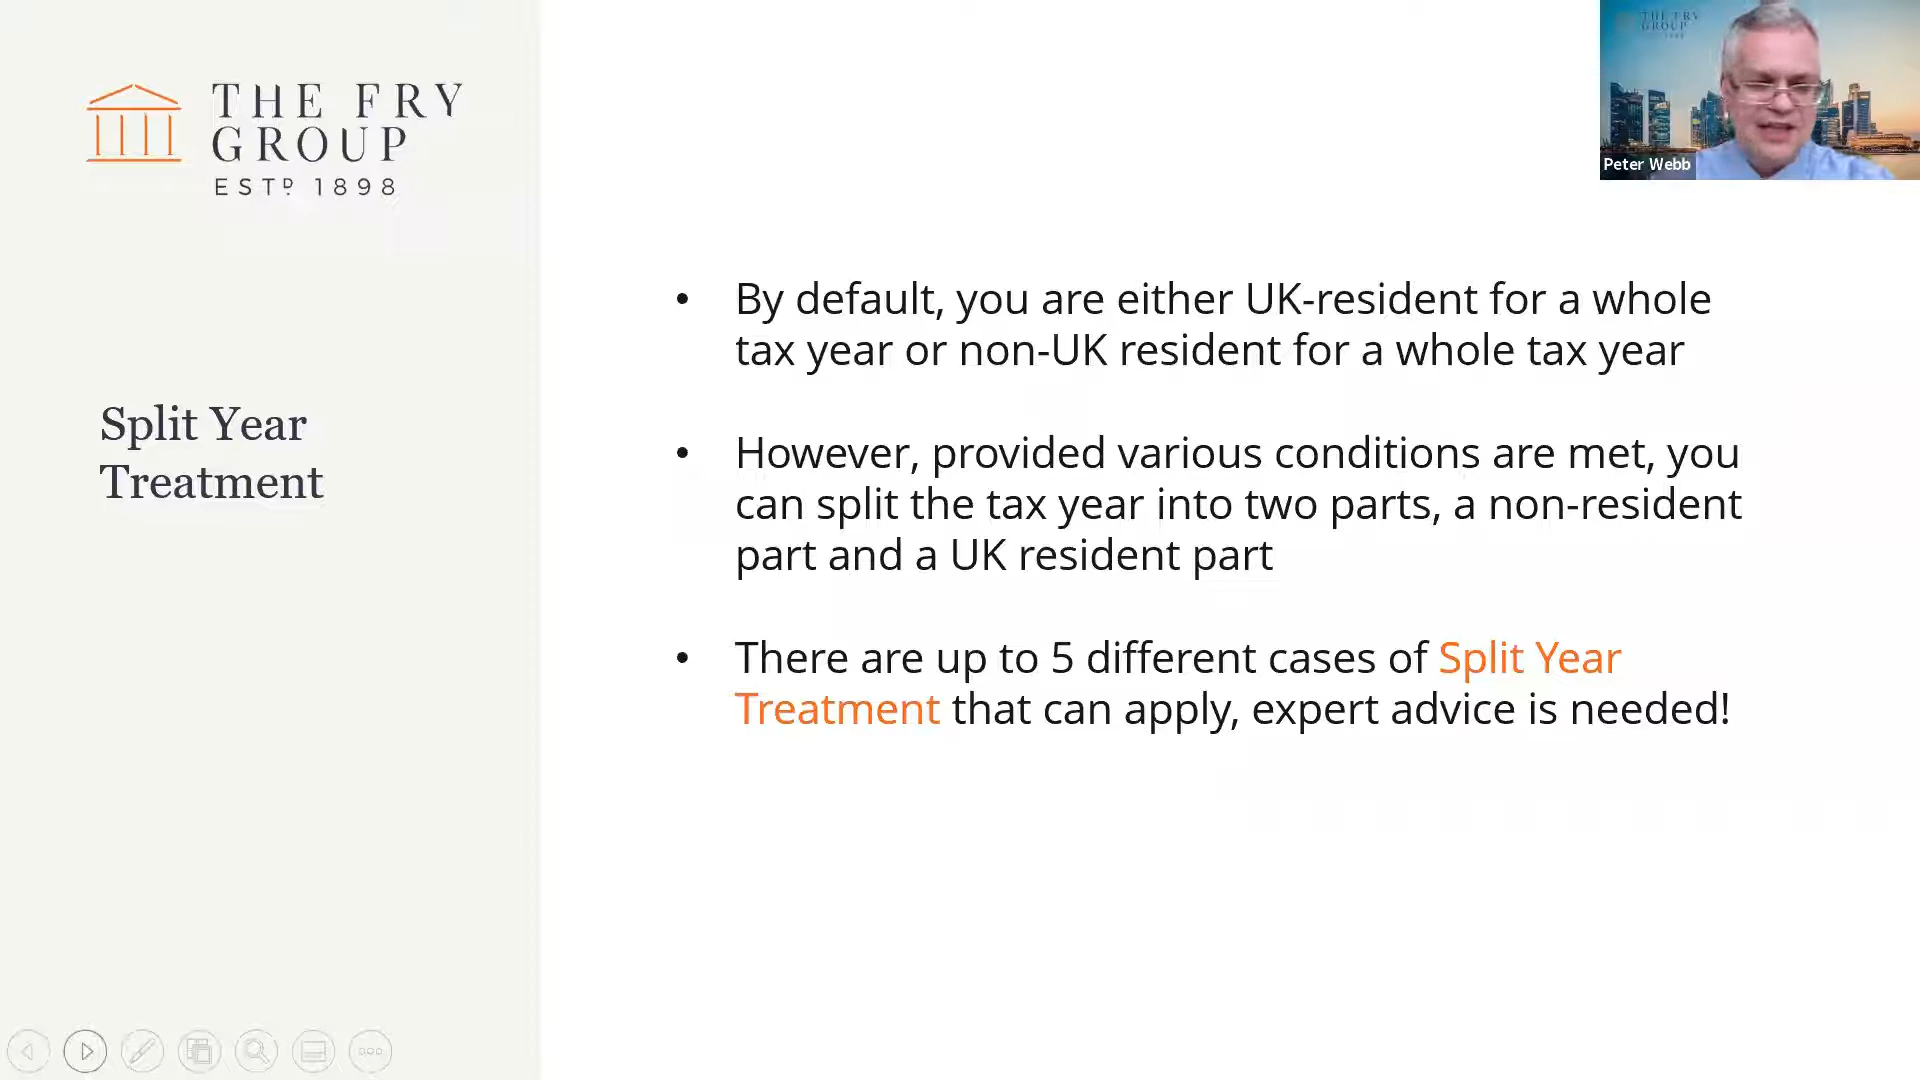 THE FRY
GROUP
ESTD 1898
THE FRY
GROUP
Peter Webb
Split Year
Treatment
• By default, you are either UK-resident for a whole
tax year or non-UK resident for a whole tax year
• However, provided various conditions are met, you
can split the tax year into two parts, a non-resident
part and a UK resident part
• There are up to 5 different cases of Split Year
Treatment that can apply, expert advice is needed!